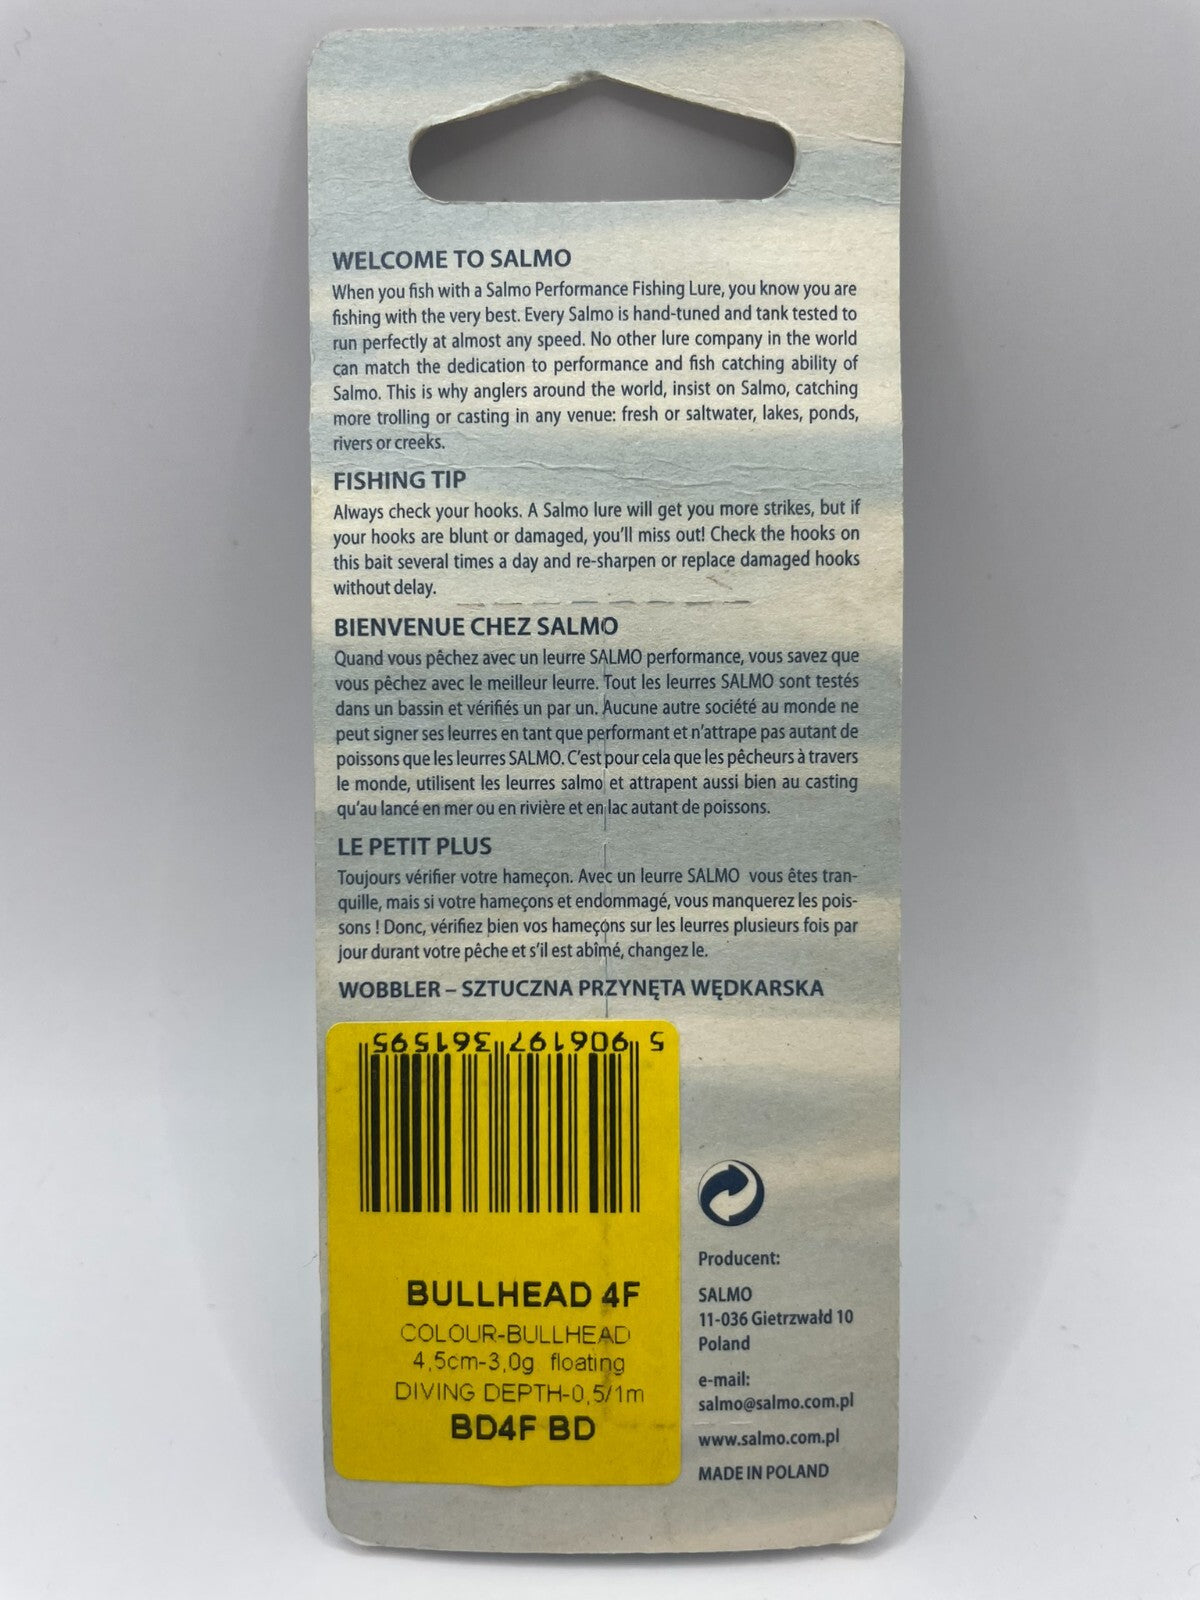 WELCOME TO SALMO
When you fish with a Salmo Performance Fishing Lure, you know you are
fishing with the very best. Every Salmo is hand-tuned and tank tested to
run perfectly at almost any speed. No other lure company in the world
can match the dedication to performance and fish catching ability of
Salmo. This is why anglers around the world, insist on Salmo, catching
more trolling or casting in any venue: fresh or saltwater, lakes, ponds,
rivers or creeks.
FISHING TIP
Always check your hooks. A Salmo lure will get you more strikes, but if
your hooks are blunt or damaged, you'll miss out! Check the hooks on
this bait several times a day and re-sharpen or replace damaged hooks
without delay.
BIENVENUE CHEZ SALMO
Quand vous pêchez avec un leurre SALMO performance, vous savez que
vous pêchez avec le meilleur leurre. Tout les leurres SALMO sont testés
dans un bassin et vérifiés un par un. Aucune autre société au monde ne
peut signer ses leurres en tant que performant et n'attrape pas autant de
poissons que les leurres SALMO. C'est pour cela que les pêcheurs à travers
le monde, utilisent les leurres salmo et attrapent aussi bien au casting
qu'au lancé en mer ou en rivière et en lac autant de poissons.
LE PETIT PLUS
Toujours vérifier votre hameçon. Avec un leurre SALMO vous êtes tran-
quille, mais si votre hameçons et endommagé, vous manquerez les pois-
sons ! Donc, vérifiez bien vos hameçons sur les leurres plusieurs fois par
jour durant votre pêche et s'il est abîmé, changez le.
WOBBLER – SZTUCZNA PRZYNĘTA WĘDKARSKA
5 906197 361595
BULLHEAD 4F
COLOUR-BULLHEAD
4,5cm-3,0g floating
DIVING DEPTH-0,5/1m
BD4F BD
Producent:
SALMO
11-036 Gietrzwałd 10
Poland
e-mail:
salmo@salmo.com.pl
www.salmo.com.pl
MADE IN POLAND